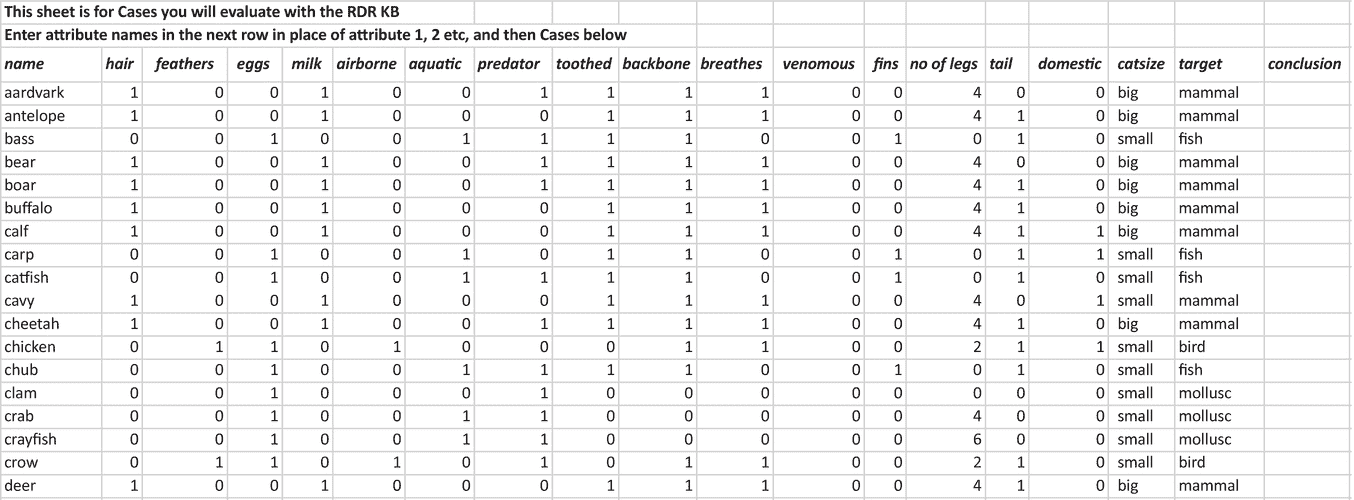 This sheet is for Cases you will evaluate with the RDR KB
Enter attribute names in the next row in place of attribute 1, 2 etc, and then Cases below
name hair feathers eggs milk airborne aquatic predator toothed backbone breathes venomous fins no of legs tail domestic catsize target conclusion
aardvark 1 0 0 1 0 0 1 1 1 1 0 0 4 0 0 big mammal
antelope 1 0 0 1 0 0 0 1 1 1 0 0 4 1 0 big mammal
bass 0 0 1 0 0 1 1 1 1 0 0 1 0 1 0 small fish
bear 1 0 0 1 0 0 1 1 1 1 0 0 4 0 0 big mammal
boar 1 0 0 1 0 0 1 1 1 1 0 0 4 1 0 big mammal
buffalo 1 0 0 1 0 0 0 1 1 1 0 0 4 1 0 big mammal
calf 1 0 0 1 0 0 0 1 1 1 0 0 4 1 1 big mammal
carp 0 0 1 0 0 1 0 1 1 0 0 1 0 1 1 small fish
catfish 0 0 1 0 0 1 1 1 1 0 0 1 0 1 0 small fish
cavy 1 0 0 1 0 0 0 1 1 1 0 0 4 0 1 small mammal
cheetah 1 0 0 1 0 0 1 1 1 1 0 0 4 1 0 big mammal
chicken 0 1 1 0 1 0 0 0 1 1 0 0 2 1 1 small bird
chub 0 0 1 0 0 1 1 1 1 0 0 1 0 1 0 small fish
clam 0 0 1 0 0 0 1 0 0 0 0 0 0 0 0 small mollusc
crab 0 0 1 0 0 1 1 0 0 0 0 0 4 0 0 small mollusc
crayfish 0 0 1 0 0 1 1 0 0 0 0 0 6 0 0 small mollusc
crow 0 1 1 0 1 0 1 0 1 1 0 0 2 1 0 small bird
deer 1 0 0 1 0 0 0 1 1 1 0 0 4 1 0 big mammal